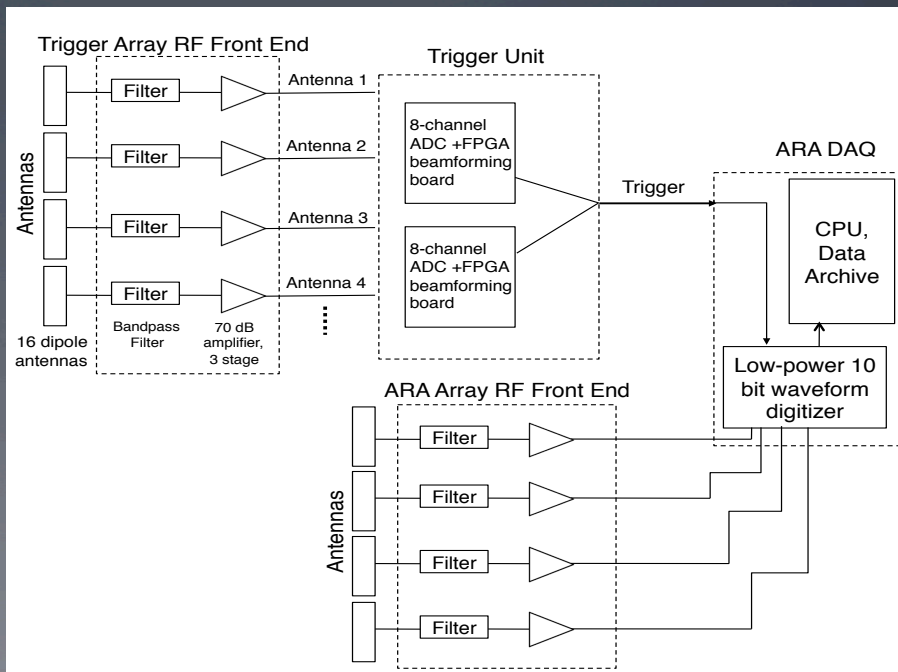 Trigger Array RF Front End
Antennas
Filter
Filter
Filter
Filter
Antenna 1
Antenna 2
Antenna 3
Antenna 4
16 dipole
antennas
Bandpass
Filter
70 dB
amplifier,
3 stage
Trigger Unit
8-channel
ADC +FPGA
beamforming
board
8-channel
ADC +FPGA
beamforming
board
Trigger
ARA DAQ
CPU,
Data
Archive
Low-power 10
bit waveform
digitizer
ARA Array RF Front End
Antennas
Filter
Filter
Filter
Filter